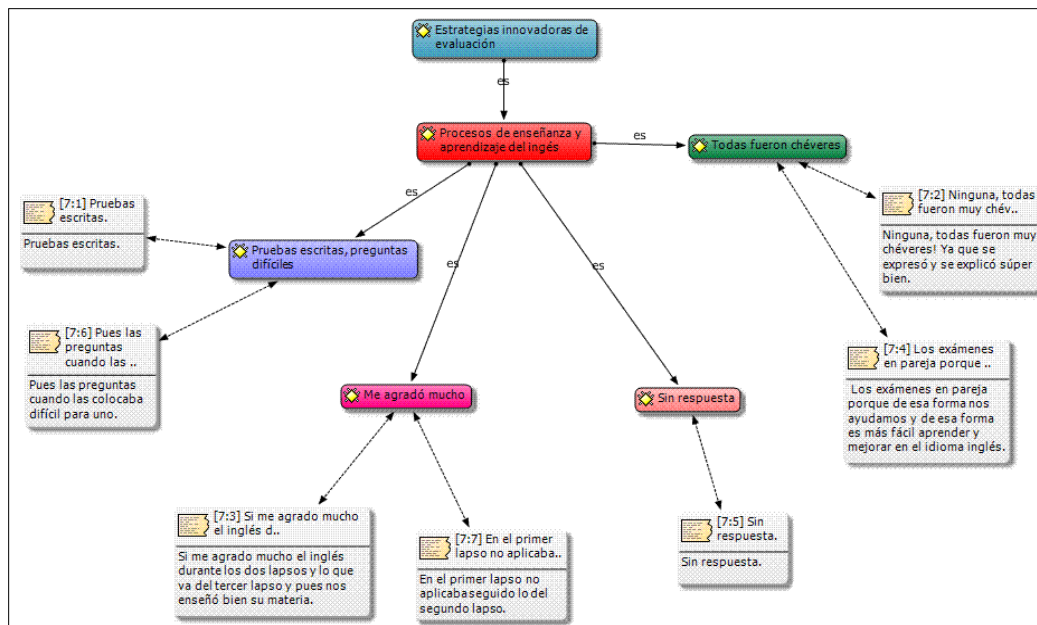 Estrategias innovadoras de
evaluación
es
Procesos de enseñanza y
aprendizaje del ingés
es
Todas fueron chéveres
es
[7:1] Pruebas
escritas.
Pruebas escritas.
[7:2] Ninguna, todas
fueron muy chév..
Ninguna, todas fueron muy
chéveres! Ya que se
expresó y se explicó súper
bien.
Pruebas escritas, preguntas
difíciles
es
es
[7:6] Pues las
preguntas
cuando las ..
Pues las preguntas
cuando las colocaba
difícil para uno.
[7:4] Los exámenes
en pareja porque ..
Los exámenes en pareja
porque de esa forma nos
ayudamos y de esa forma
es más fácil aprender y
mejorar en el idioma inglés.
Me agradó mucho
Sin respuesta
[7:3] Si me agrado mucho
el inglés d..
Si me agrado mucho el inglés
durante los dos lapsos y lo que
va del tercer lapso y pues nos
enseñó bien su materia.
[7:7] En el primer
lapso no aplicaba..
En el primer lapso no
aplicaba seguido lo del
segundo lapso.
[7:5] Sin
respuesta.
Sin respuesta.